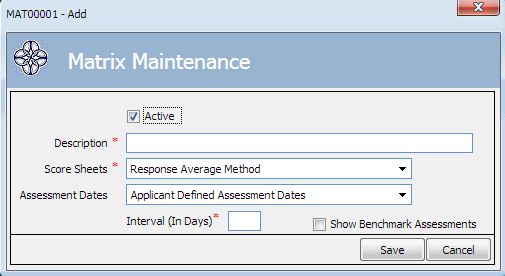 MAT00001 - Add
Matrix Maintenance
Active
Description *
Score Sheets * Response Average Method
Assessment Dates Applicant Defined Assessment Dates
Interval (In Days)* Show Benchmark Assessments
Save Cancel